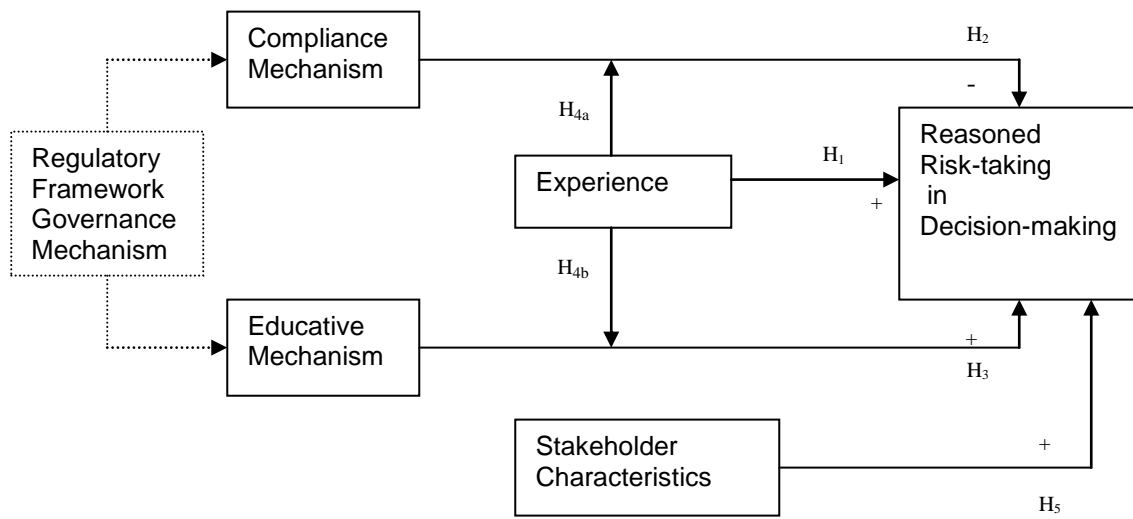 Compliance
Mechanism
H2
-
H4a
Regulatory
Framework
Governance
Mechanism
Experience
H1
+
Reasoned
Risk-taking
in
Decision-making
H4b
Educative
Mechanism
+
H3
Stakeholder
Characteristics
+
H5